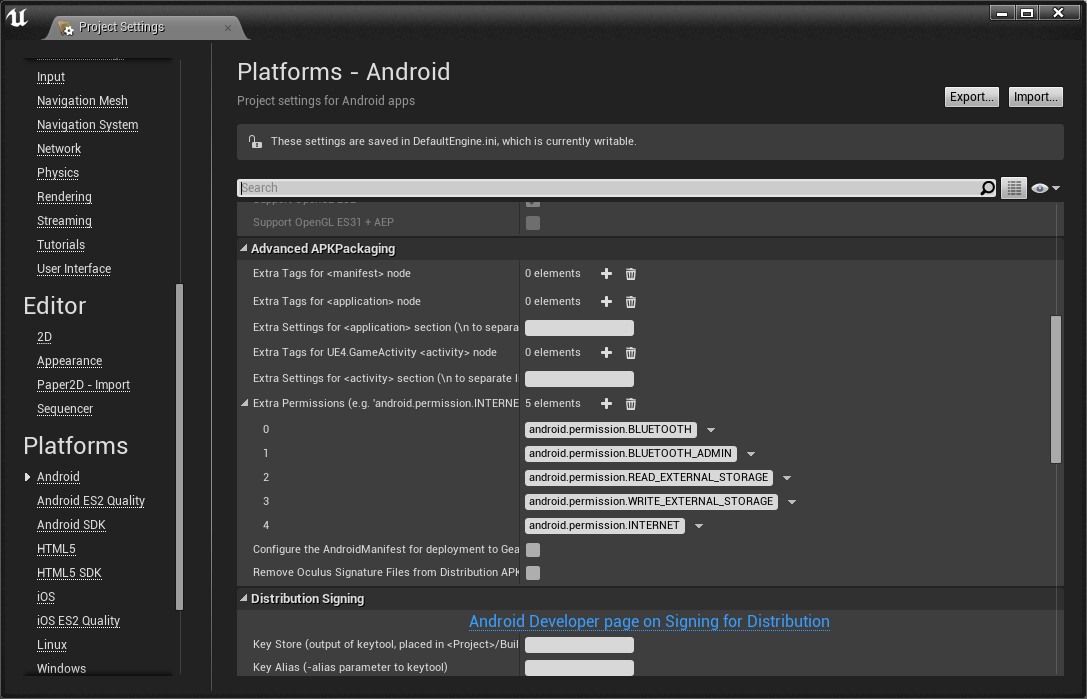 Project Settings
Input
Navigation Mesh
Navigation System
Network
Physics
Rendering
Streaming
Tutorials
User Interface
Editor
2D
Appearance
Paper2D - Import
Sequencer
Platforms
Android
Android ES2 Quality
Android SDK
HTML5
HTML5 SDK
iOS
iOS ES2 Quality
Linux
Windows
Platforms - Android
Project settings for Android apps
Export...
Import...
These settings are saved in DefaultEngine.ini, which is currently writable.
Search
Support OpenGL ES31 + AEP
Advanced APKPackaging
Extra Tags for <manifest> node
0 elements
Extra Tags for <application> node
0 elements
Extra Settings for <application> section (\n to separa
Extra Tags for UE4.GameActivity <activity> node
0 elements
Extra Settings for <activity> section (\n to separate l
Extra Permissions (e.g. 'android.permission.INTERNE
5 elements
0
android.permission.BLUETOOTH
1
android.permission.BLUETOOTH_ADMIN
2
android.permission.READ_EXTERNAL_STORAGE
3
android.permission.WRITE_EXTERNAL_STORAGE
4
android.permission.INTERNET
Configure the AndroidManifest for deployment to Gea
Remove Oculus Signature Files from Distribution APK
Distribution Signing
Android Developer page on Signing for Distribution
Key Store (output of keytool, placed in <Project>/Buil
Key Alias (-alias parameter to keytool)